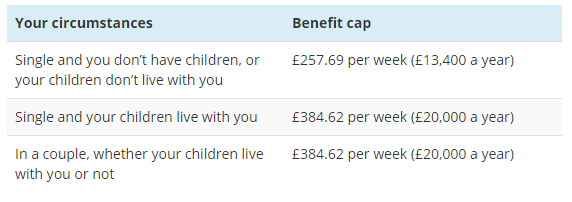 Your circumstances Benefit cap
Single and you don’t have children, or £257.69 per week (£13,400 a year)
your children don’t live with you
Single and your children live with you £384.62 per week (£20,000 a year)
In a couple, whether your children live £384.62 per week (£20,000 a year)
with you or not